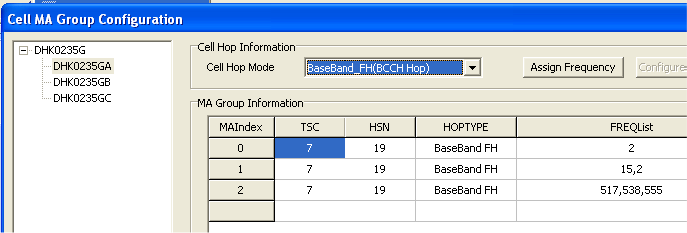 Cell MA Group Configuration
DHK0235G
DHK0235GA
DHK0235GB
DHK0235GC
Cell Hop Information
Cell Hop Mode BaseBand_FH(BCCH Hop) Assign Frequency Configure
MA Group Information
MAIndex TSC HSN HOPTYPE FREQList
0 7 19 BaseBand FH 2
1 7 19 BaseBand FH 15,2
2 7 19 BaseBand FH 517,538,555